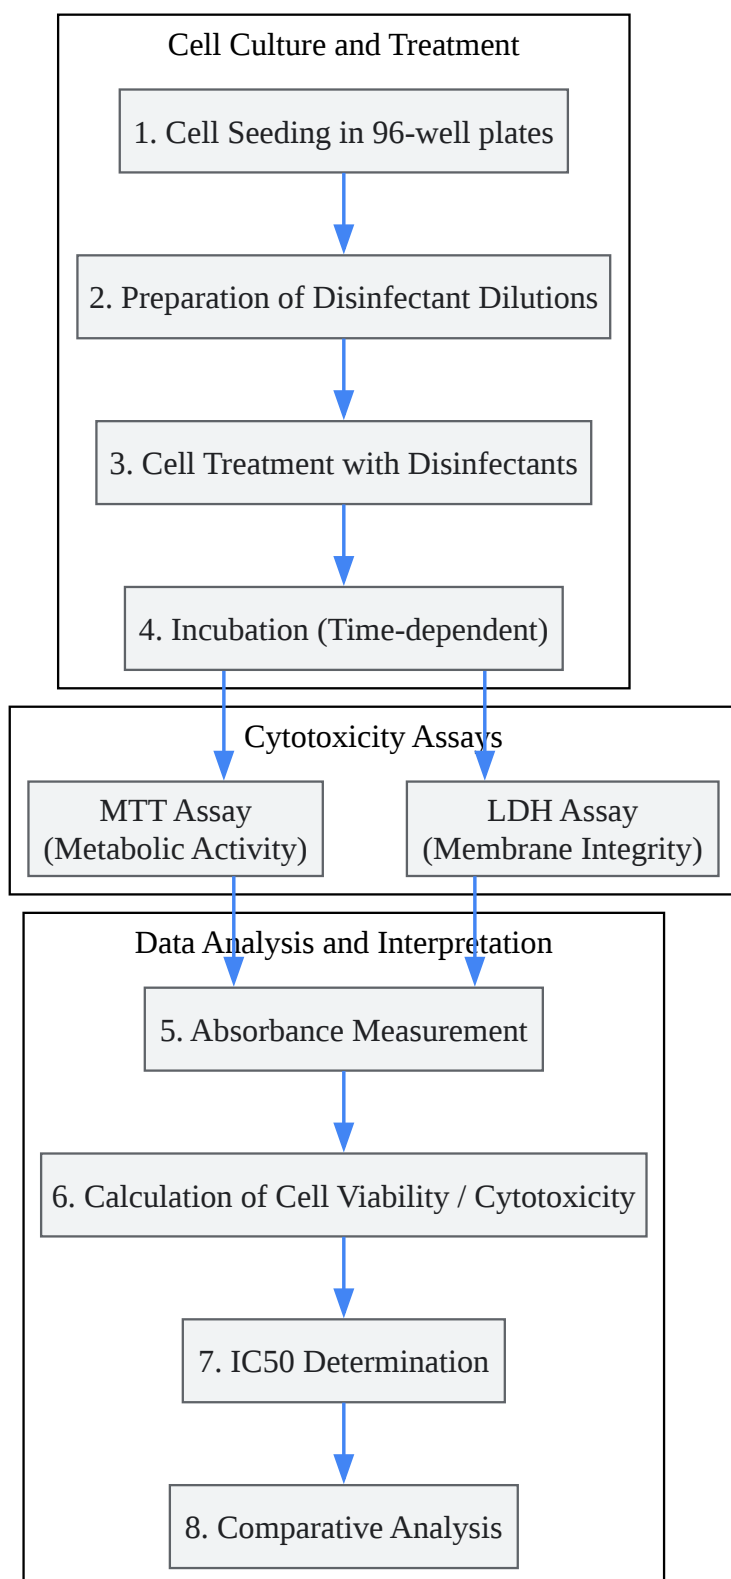 Cell Culture and Treatment
1. Cell Seeding in 96-well plates
2. Preparation of Disinfectant Dilutions
3. Cell Treatment with Disinfectants
4. Incubation (Time-dependent)
Cytotoxicity Assays
MTT Assay
(Metabolic Activity)
LDH Assay
(Membrane Integrity)
Data Analysis and Interpretation
5. Absorbance Measurement
6. Calculation of Cell Viability / Cytotoxicity
7. IC50 Determination
8. Comparative Analysis